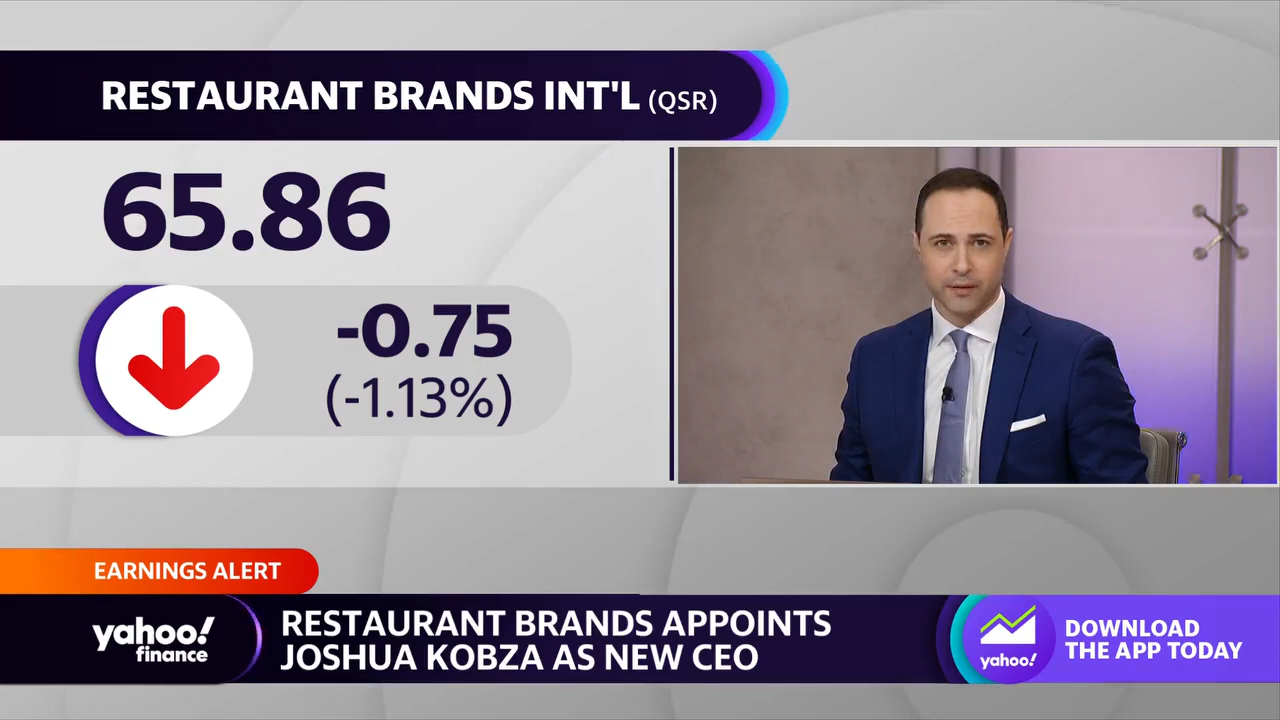 RESTAURANT BRANDS INT'L (QSR)
65.86
-0.75
(-1.13%)
EARNINGS ALERT
yahoo!
finance
RESTAURANT BRANDS APPOINTS
JOSHUA KOBZA AS NEW CEO
yahoo!
DOWNLOAD
THE APP TODAY